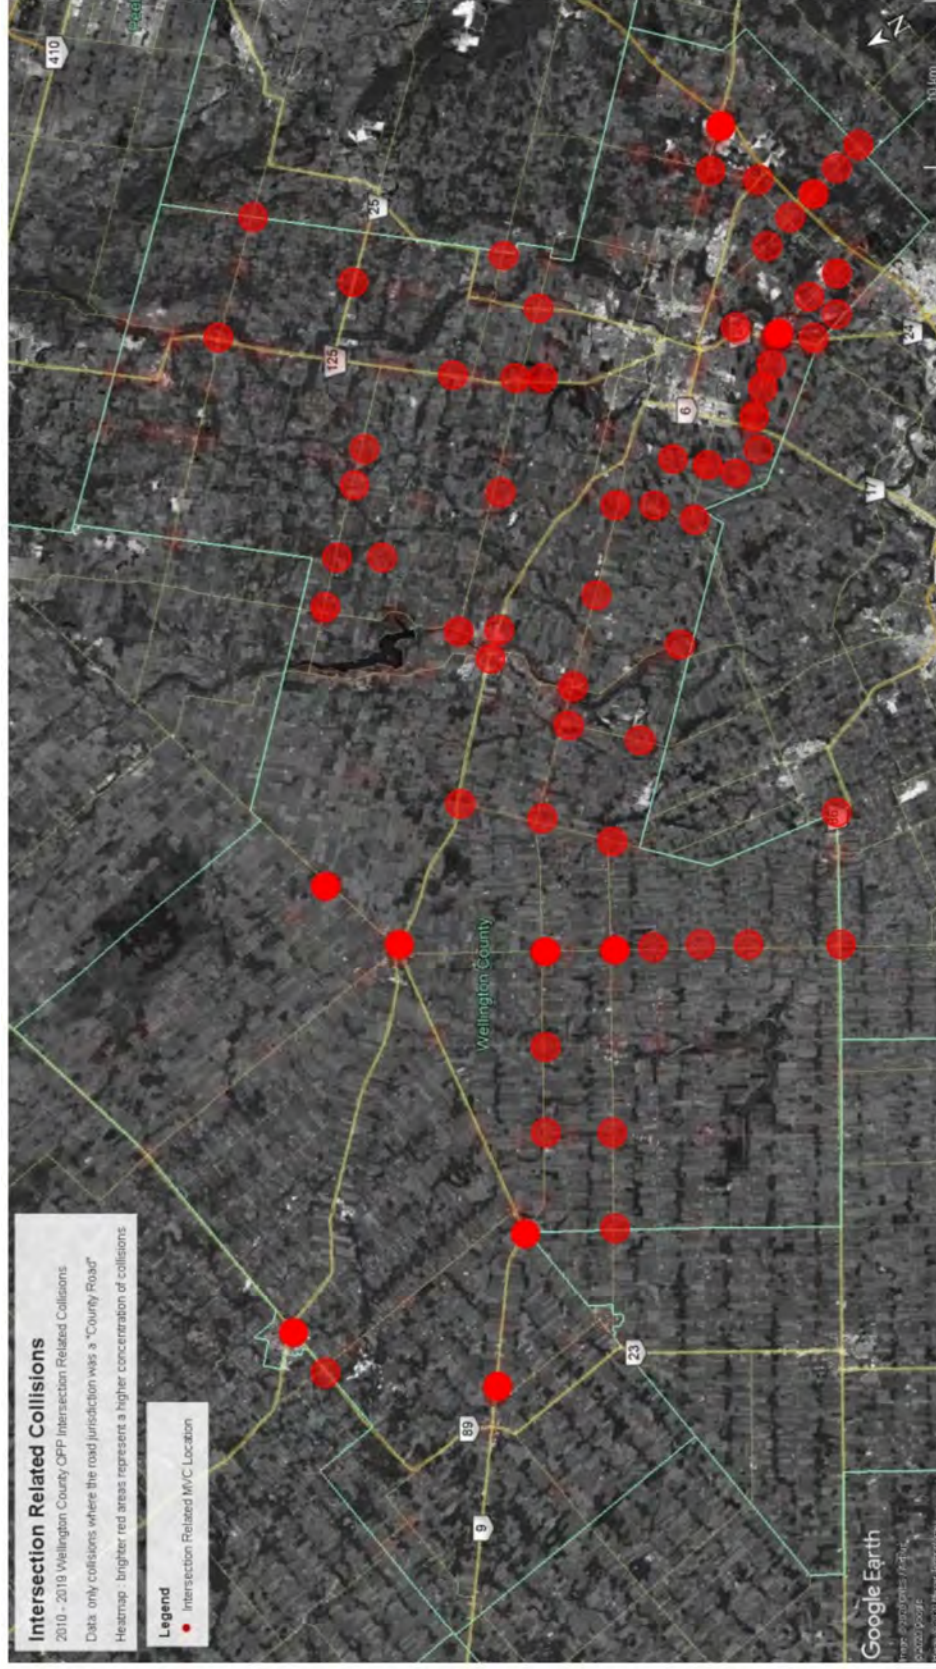 Intersection Related Collisions
2010 - 2019 Wellington County OPP Intersection Related Collisions
Data: only collisions where the road jurisdiction was a "County Road"
Heatmap : brighter red areas represent a higher concentration of collisions
Legend
Intersection Related MVC Location
Wellington County
410
25
125
6
24
23
89
9
N
10 km
Google Earth